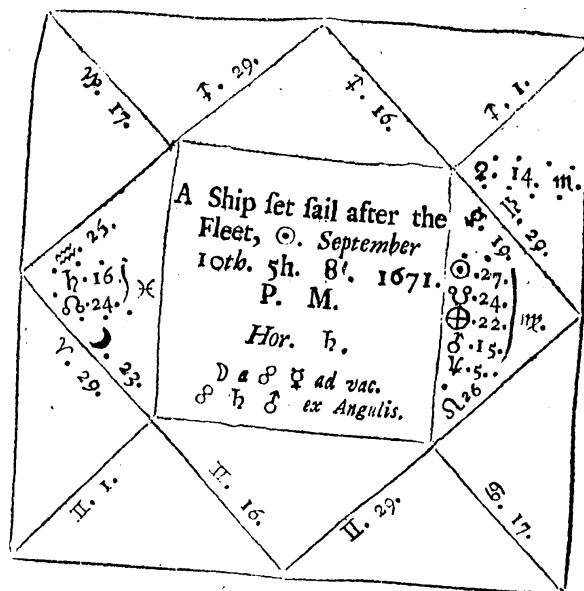 ♑. 17.
♐. 29.
♐. 16.
♐. 1.
♀. 14. ♏.
♎. 29.
☿. 19.
☉.27.
☋.24.
⊕.22.
♂.15.
♃.5.
♍.
♌26
A Ship ſet ſail after the
Fleet, ☉. September
10th. 5h. 8'. 1671.
P. M.
Hor. ♄.
☽ a ☍ ☿ ad vac.
☍ ♄ ♂ ex Angulis.
♒. 25.
♄. 16
☊. 24.
♓
☽ 23.
♈. 29.
♊. 1.
♊. 16.
♊. 29.
♋. 17.